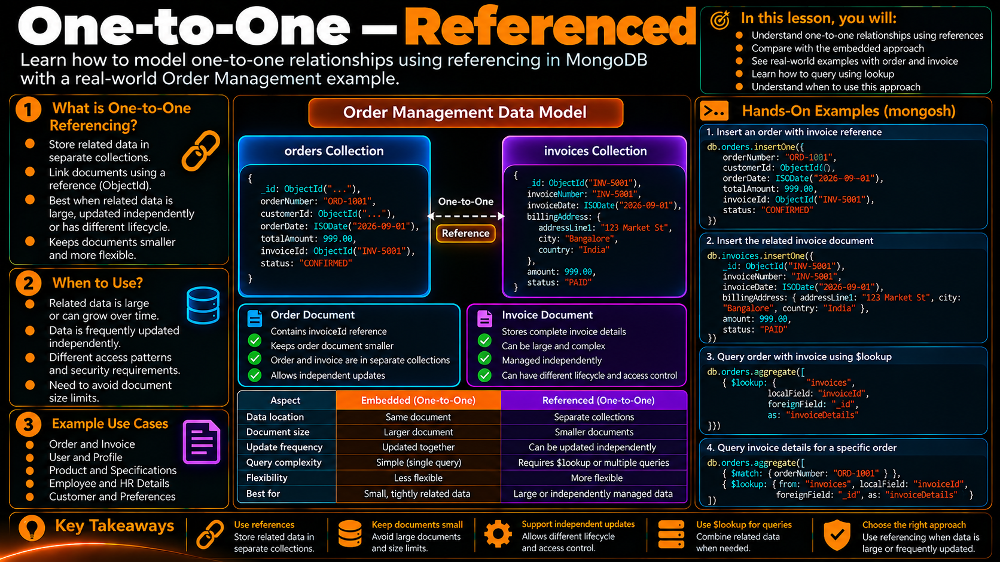 One-to-One – Referenced
Learn how to model one-to-one relationships using referencing in MongoDB
with a real-world Order Management example.
In this lesson, you will:
Understand one-to-one relationships using references
Compare with the embedded approach
See real-world examples with order and invoice
Learn how to query using lookup
Understand when to use this approach
1
What is One-to-One
Referencing?
Store related data in
separate collections.
Link documents using a
reference (ObjectId).
Best when related data is
large, updated independently
or has different lifecycle.
Keeps documents smaller
and more flexible.
2
When to Use?
Related data is large
or can grow over time.
Data is frequently updated
independently.
Different access patterns
and security requirements.
Need to avoid document
size limits.
3
Example Use Cases
Order and Invoice
User and Profile
Product and Specifications
Employee and HR Details
Customer and Preferences
Order Management Data Model
orders Collection
{
_id: ObjectId("..."),
orderNumber: "ORD-1001",
customerId: ObjectId("..."),
orderDate: ISODate("2026-09-01"),
totalAmount: 999.00,
invoiceId: ObjectId("INV-5001"),
status: "CONFIRMED"
}
One-to-One
Reference
invoices Collection
{
_id: ObjectId("INV-5001"),
invoiceNumber: "INV-5001",
invoiceDate: ISODate("2026-09-01"),
billingAddress: {
addressLine1: "123 Market St",
city: "Bangalore",
country: "India"
},
amount: 999.00,
status: "PAID"
}
Order Document
Contains invoiceId reference
Keeps order document smaller
Order and invoice are in separate collections
Allows independent updates
Invoice Document
Stores complete invoice details
Can be large and complex
Managed independently
Can have different lifecycle and access control
Aspect Embedded (One-to-One) Referenced (One-to-One)
Data location Same document Separate collections
Document size Larger document Smaller documents
Update frequency Updated together Can be updated independently
Query complexity Simple (single query) Requires $lookup or multiple queries
Flexibility Less flexible More flexible
Best for Small, tightly related data Large or independently managed data
>.. Hands-On Examples (mongosh)
1. Insert an order with invoice reference
db.orders.insertOne({
orderNumber: "ORD-1001",
customerId: ObjectId(),
orderDate: ISODate("2026-09-01"),
totalAmount: 999.00,
invoiceId: ObjectId("INV-5001"),
status: "CONFIRMED"
})
2. Insert the related invoice document
db.invoices.insertOne({
_id: ObjectId("INV-5001"),
invoiceNumber: "INV-5001",
invoiceDate: ISODate("2026-09-01"),
billingAddress: { addressLine1: "123 Market St", city:
"Bangalore", country: "India" },
amount: 999.00,
status: "PAID"
})
3. Query order with invoice using $lookup
db.orders.aggregate([
{ $lookup: { "invoices",
localField: "invoiceId",
foreignField: "_id",
as: "invoiceDetails"
}})
4. Query invoice details for a specific order
db.orders.aggregate([
{ $match: { orderNumber: "ORD-1001" } },
{ $lookup: { from: "invoices", localField: "invoiceId",
foreignField: "_id", as: "invoiceDetails" }
])
Key Takeaways
Use references
Store related data in
separate collections.
Keep documents small
Avoid large documents
and size limits.
Support independent updates
Allows different lifecycle
and access control.
Use $lookup for queries
Combine related data
when needed.
Choose the right approach
Use referencing when data is
large or frequently updated.